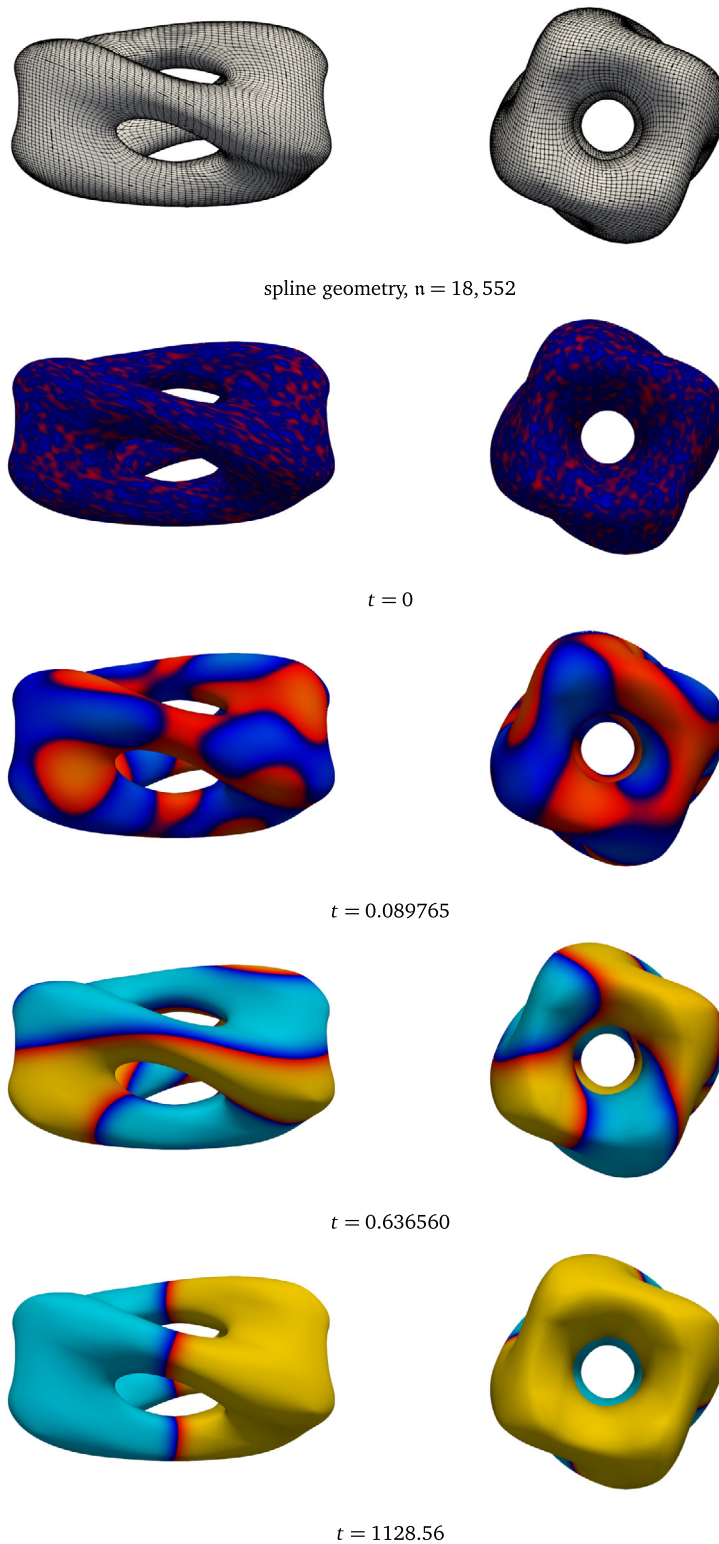 spline geometry, 𝔫 = 18,552
t = 0
t = 0.089765
t = 0.636560
t = 1128.56